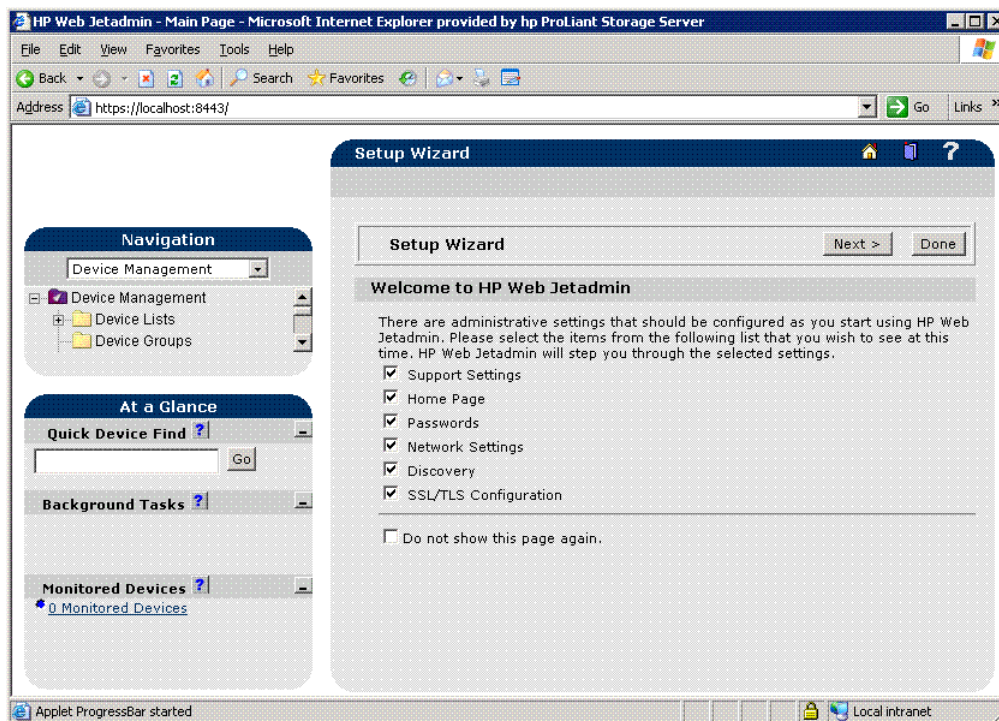 HP Web Jetadmin - Main Page - Microsoft Internet Explorer provided by hp ProLiant Storage Server
File Edit View Favorites Tools Help
Back Search Favorites
Address https://localhost:8443/ Go Links »
Setup Wizard ?
Navigation
Device Management
Device Management
Device Lists
Device Groups
At a Glance
Quick Device Find ?
Go
Background Tasks ?
Monitored Devices ?
0 Monitored Devices
Setup Wizard Next > Done
Welcome to HP Web Jetadmin
There are administrative settings that should be configured as you start using HP Web
Jetadmin. Please select the items from the following list that you wish to see at this
time. HP Web Jetadmin will step you through the selected settings.
Support Settings
Home Page
Passwords
Network Settings
Discovery
SSL/TLS Configuration
Do not show this page again.
Applet ProgressBar started Local intranet